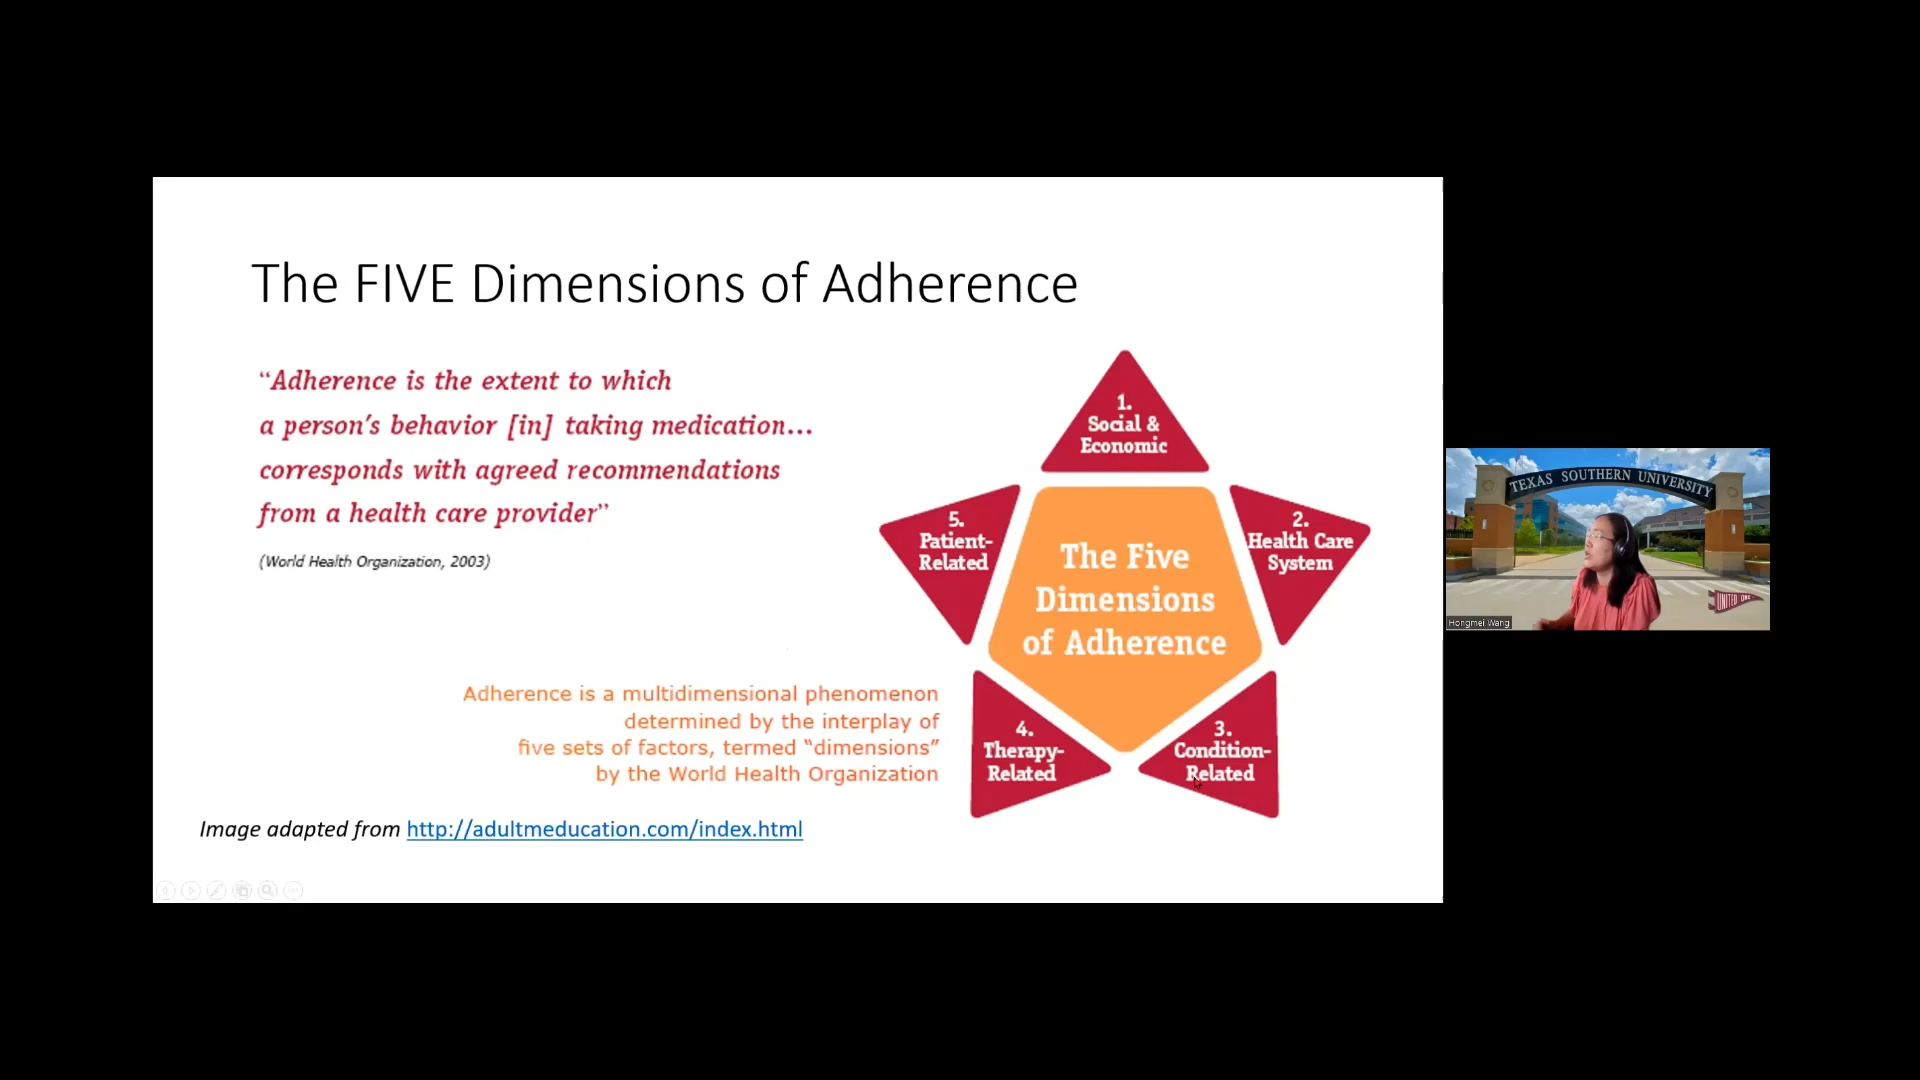 The FIVE Dimensions of Adherence
“Adherence is the extent to which
a person’s behavior [in] taking medication...
corresponds with agreed recommendations
from a health care provider”
(World Health Organization, 2003)
Adherence is a multidimensional phenomenon
determined by the interplay of
five sets of factors, termed “dimensions”
by the World Health Organization
Image adapted from http://adultmeducation.com/index.html
1.
Social &
Economic
2.
Health Care
System
3.
Condition-
Related
4.
Therapy-
Related
5.
Patient-
Related
The Five
Dimensions
of Adherence
TEXAS SOUTHERN UNIVERSITY
UNITED ONE
Hongmei Wang